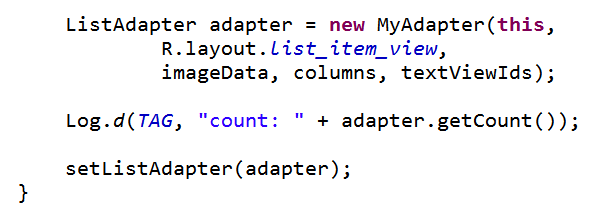 ListAdapter adapter = new MyAdapter(this,
R.layout.list_item_view,
imageData, columns, textViewIds);
Log.d(TAG, "count: " + adapter.getCount());
setListAdapter(adapter);
}